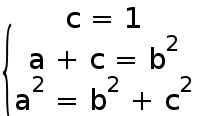 c = 1
a + c = b²
a² = b² + c²